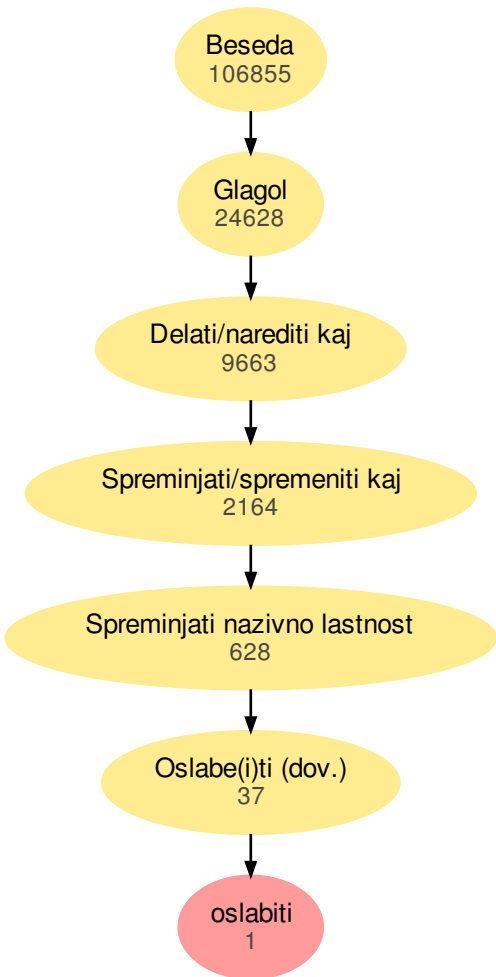 Beseda
106855
Glagol
24628
Delati/narediti kaj
9663
Spreminjati/spremeniti kaj
2164
Spreminjati nazivno lastnost
628
Oslabe(i)ti (dov.)
37
oslabiti
1